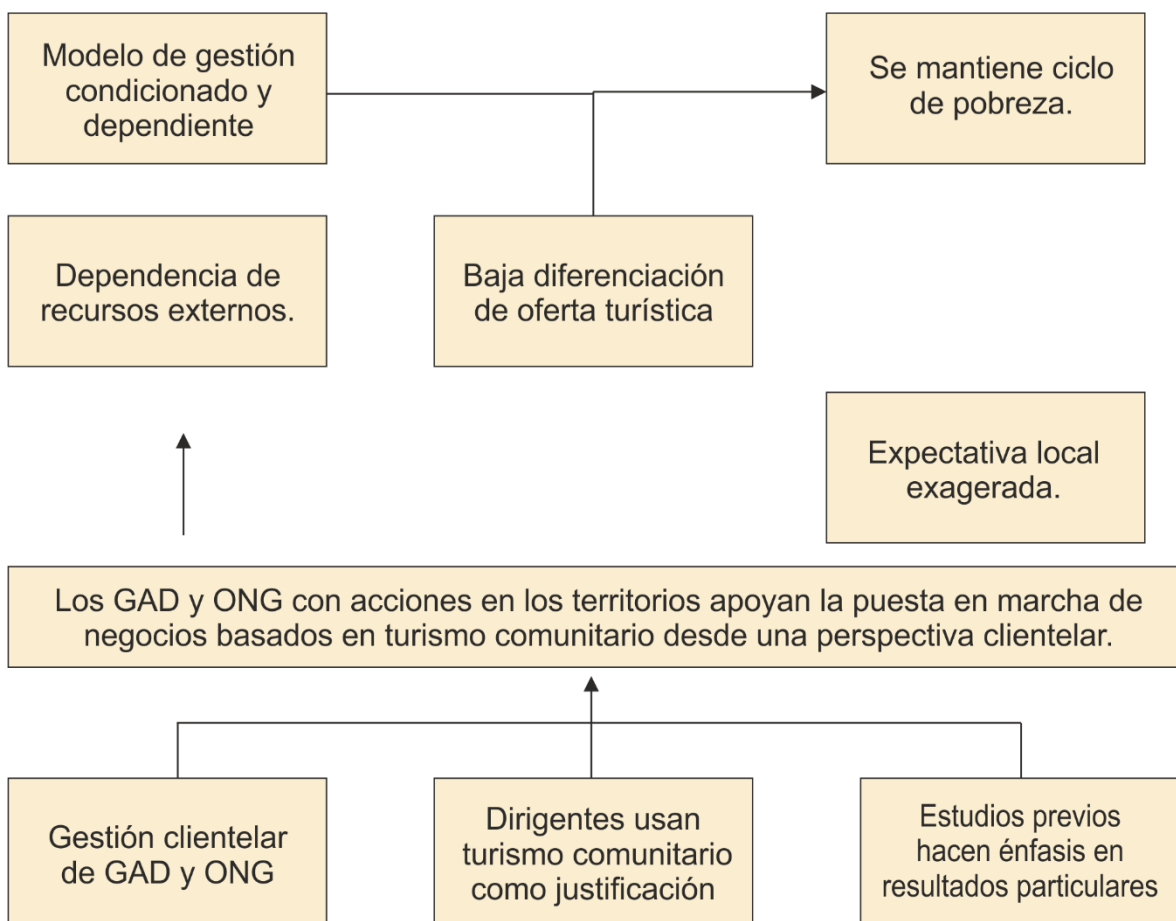 Modelo de gestión
condicionado y
dependiente
Se mantiene ciclo
de pobreza.
Dependencia de
recursos externos.
Baja diferenciación
de oferta turística
Expectativa local
exagerada.
Los GAD y ONG con acciones en los territorios apoyan la puesta en marcha de
negocios basados en turismo comunitario desde una perspectiva clientelar.
Gestión clientelar
de GAD y ONG
Dirigentes usan
turismo comunitario
como justificación
Estudios previos
hacen énfasis en
resultados particulares